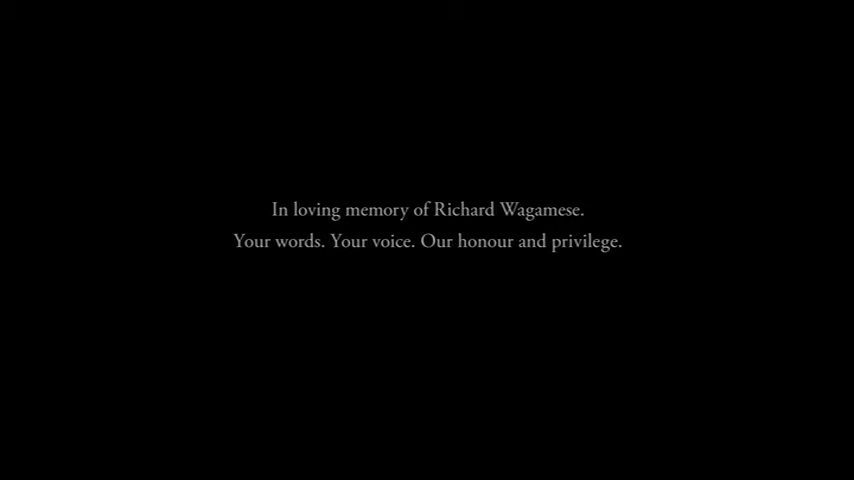 In loving memory of Richard Wagamese.
Your words. Your voice. Our honour and privilege.